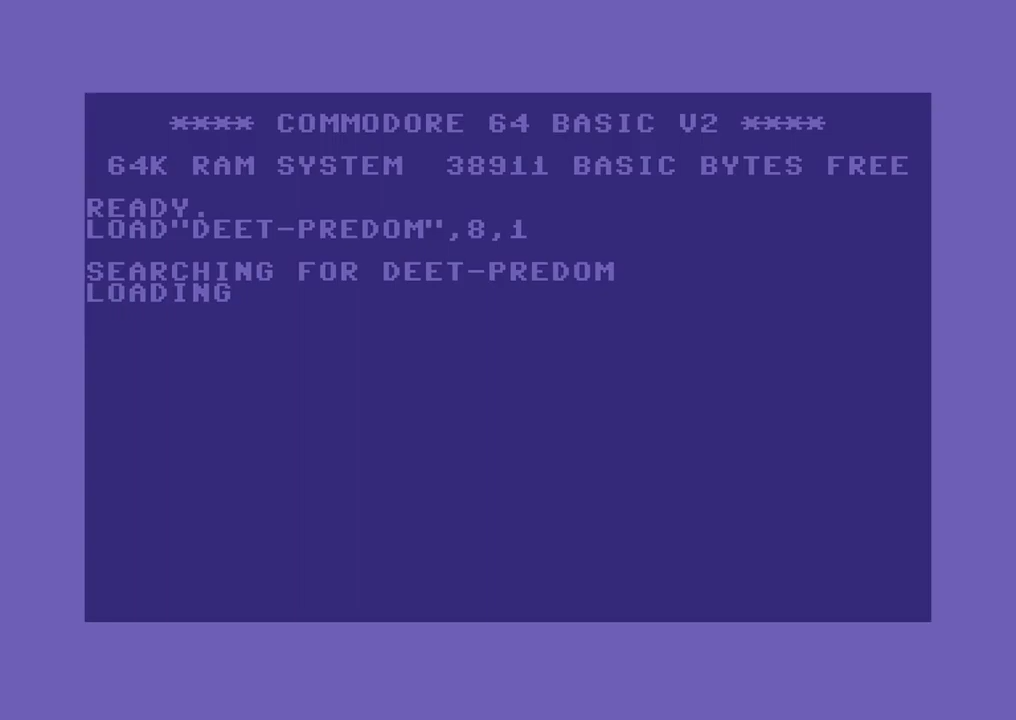 **** COMMODORE 64 BASIC V2 ****
64K RAM SYSTEM  38911 BASIC BYTES FREE
READY.
LOAD"DEET-PREDOM",8,1
SEARCHING FOR DEET-PREDOM
LOADING